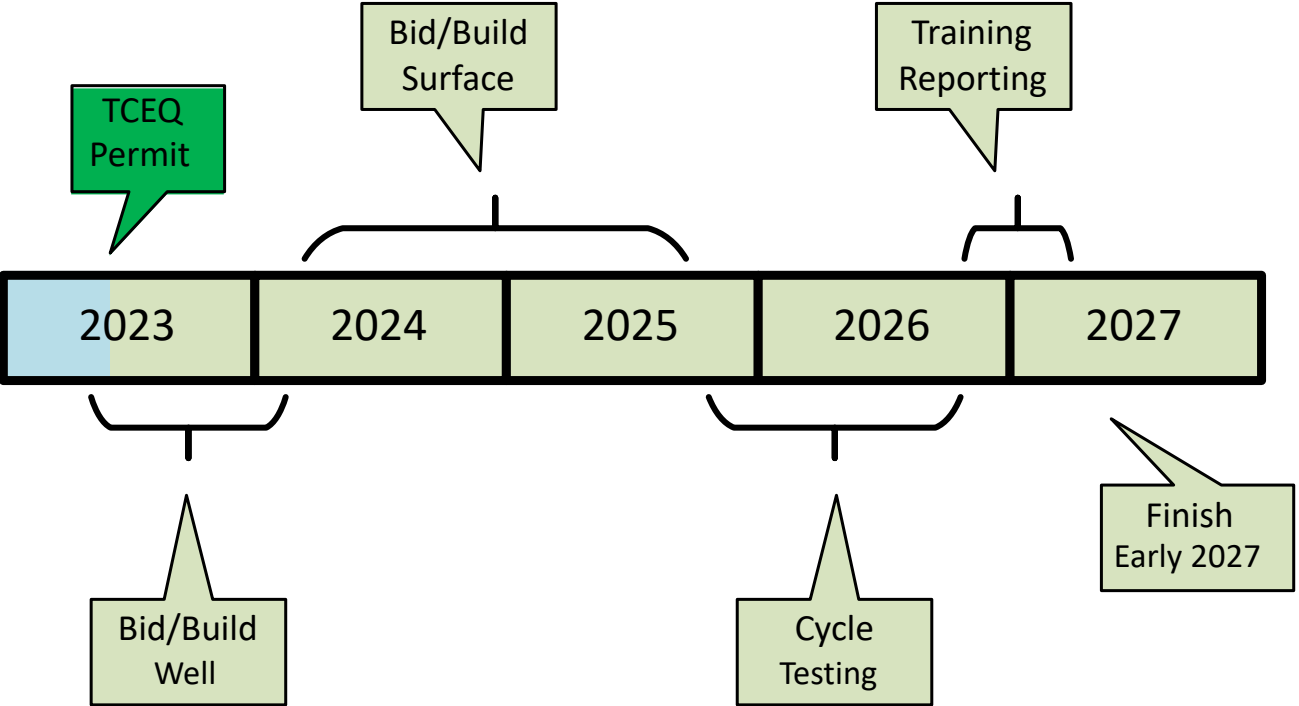 Bid/Build
Surface
Training
Reporting
TCEQ
Permit
2023
2024
2025
2026
2027
Finish
Early 2027
Bid/Build
Well
Cycle
Testing